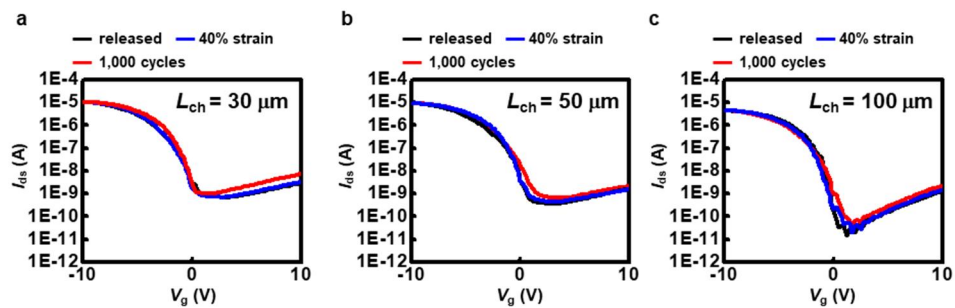 a
released 40% strain
1,000 cycles
1E-4
1E-5
1E-6
1E-7
1E-8
1E-9
1E-10
1E-11
1E-12
Ids (A)
Lch = 30 μm
-10 0 10
Vg (V)
b
released 40% strain
1,000 cycles
1E-4
1E-5
1E-6
1E-7
1E-8
1E-9
1E-10
1E-11
1E-12
Ids (A)
Lch = 50 μm
-10 0 10
Vg (V)
c
released 40% strain
1,000 cycles
1E-4
1E-5
1E-6
1E-7
1E-8
1E-9
1E-10
1E-11
1E-12
Ids (A)
Lch = 100 μm
-10 0 10
Vg (V)